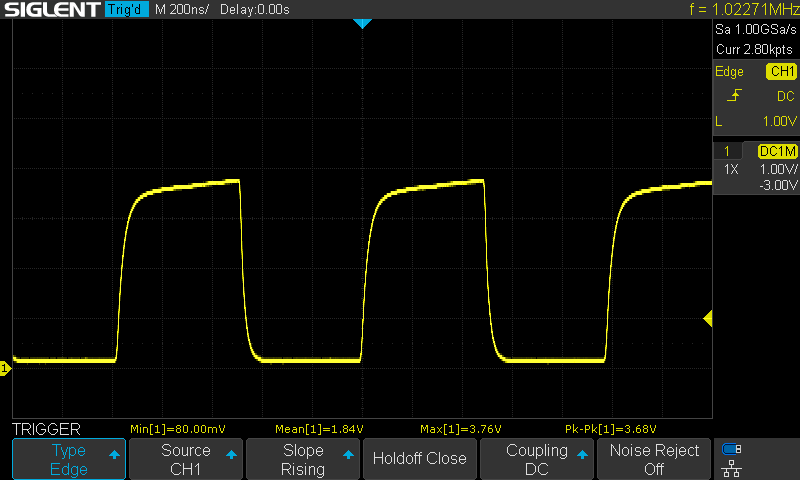 SIGLENT Trig'd M 200ns/ Delay:0.00s f = 1.02271MHz
Sa 1.00GSa/s
Curr 2.80kpts
Edge CH1
DC
L 1.00V
1 DC1M
1X 1.00V/
-3.00V
1
TRIGGER Min[1]=80.00mV Mean[1]=1.84V Max[1]=3.76V Pk-Pk[1]=3.68V
Type Source Slope Holdoff Close Coupling Noise Reject
Edge CH1 Rising DC Off